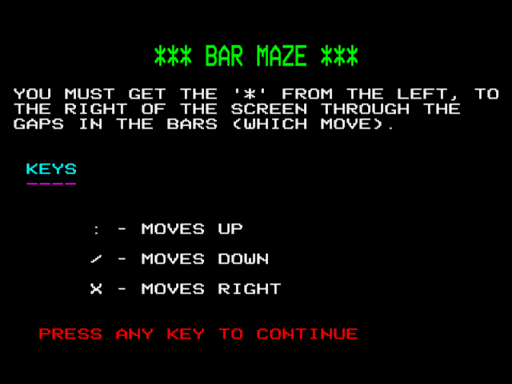 *** BAR MAZE ***
YOU MUST GET THE '*' FROM THE LEFT, TO
THE RIGHT OF THE SCREEN THROUGH THE
GAPS IN THE BARS (WHICH MOVE).
KEYS
----
: - MOVES UP
/ - MOVES DOWN
X - MOVES RIGHT
PRESS ANY KEY TO CONTINUE